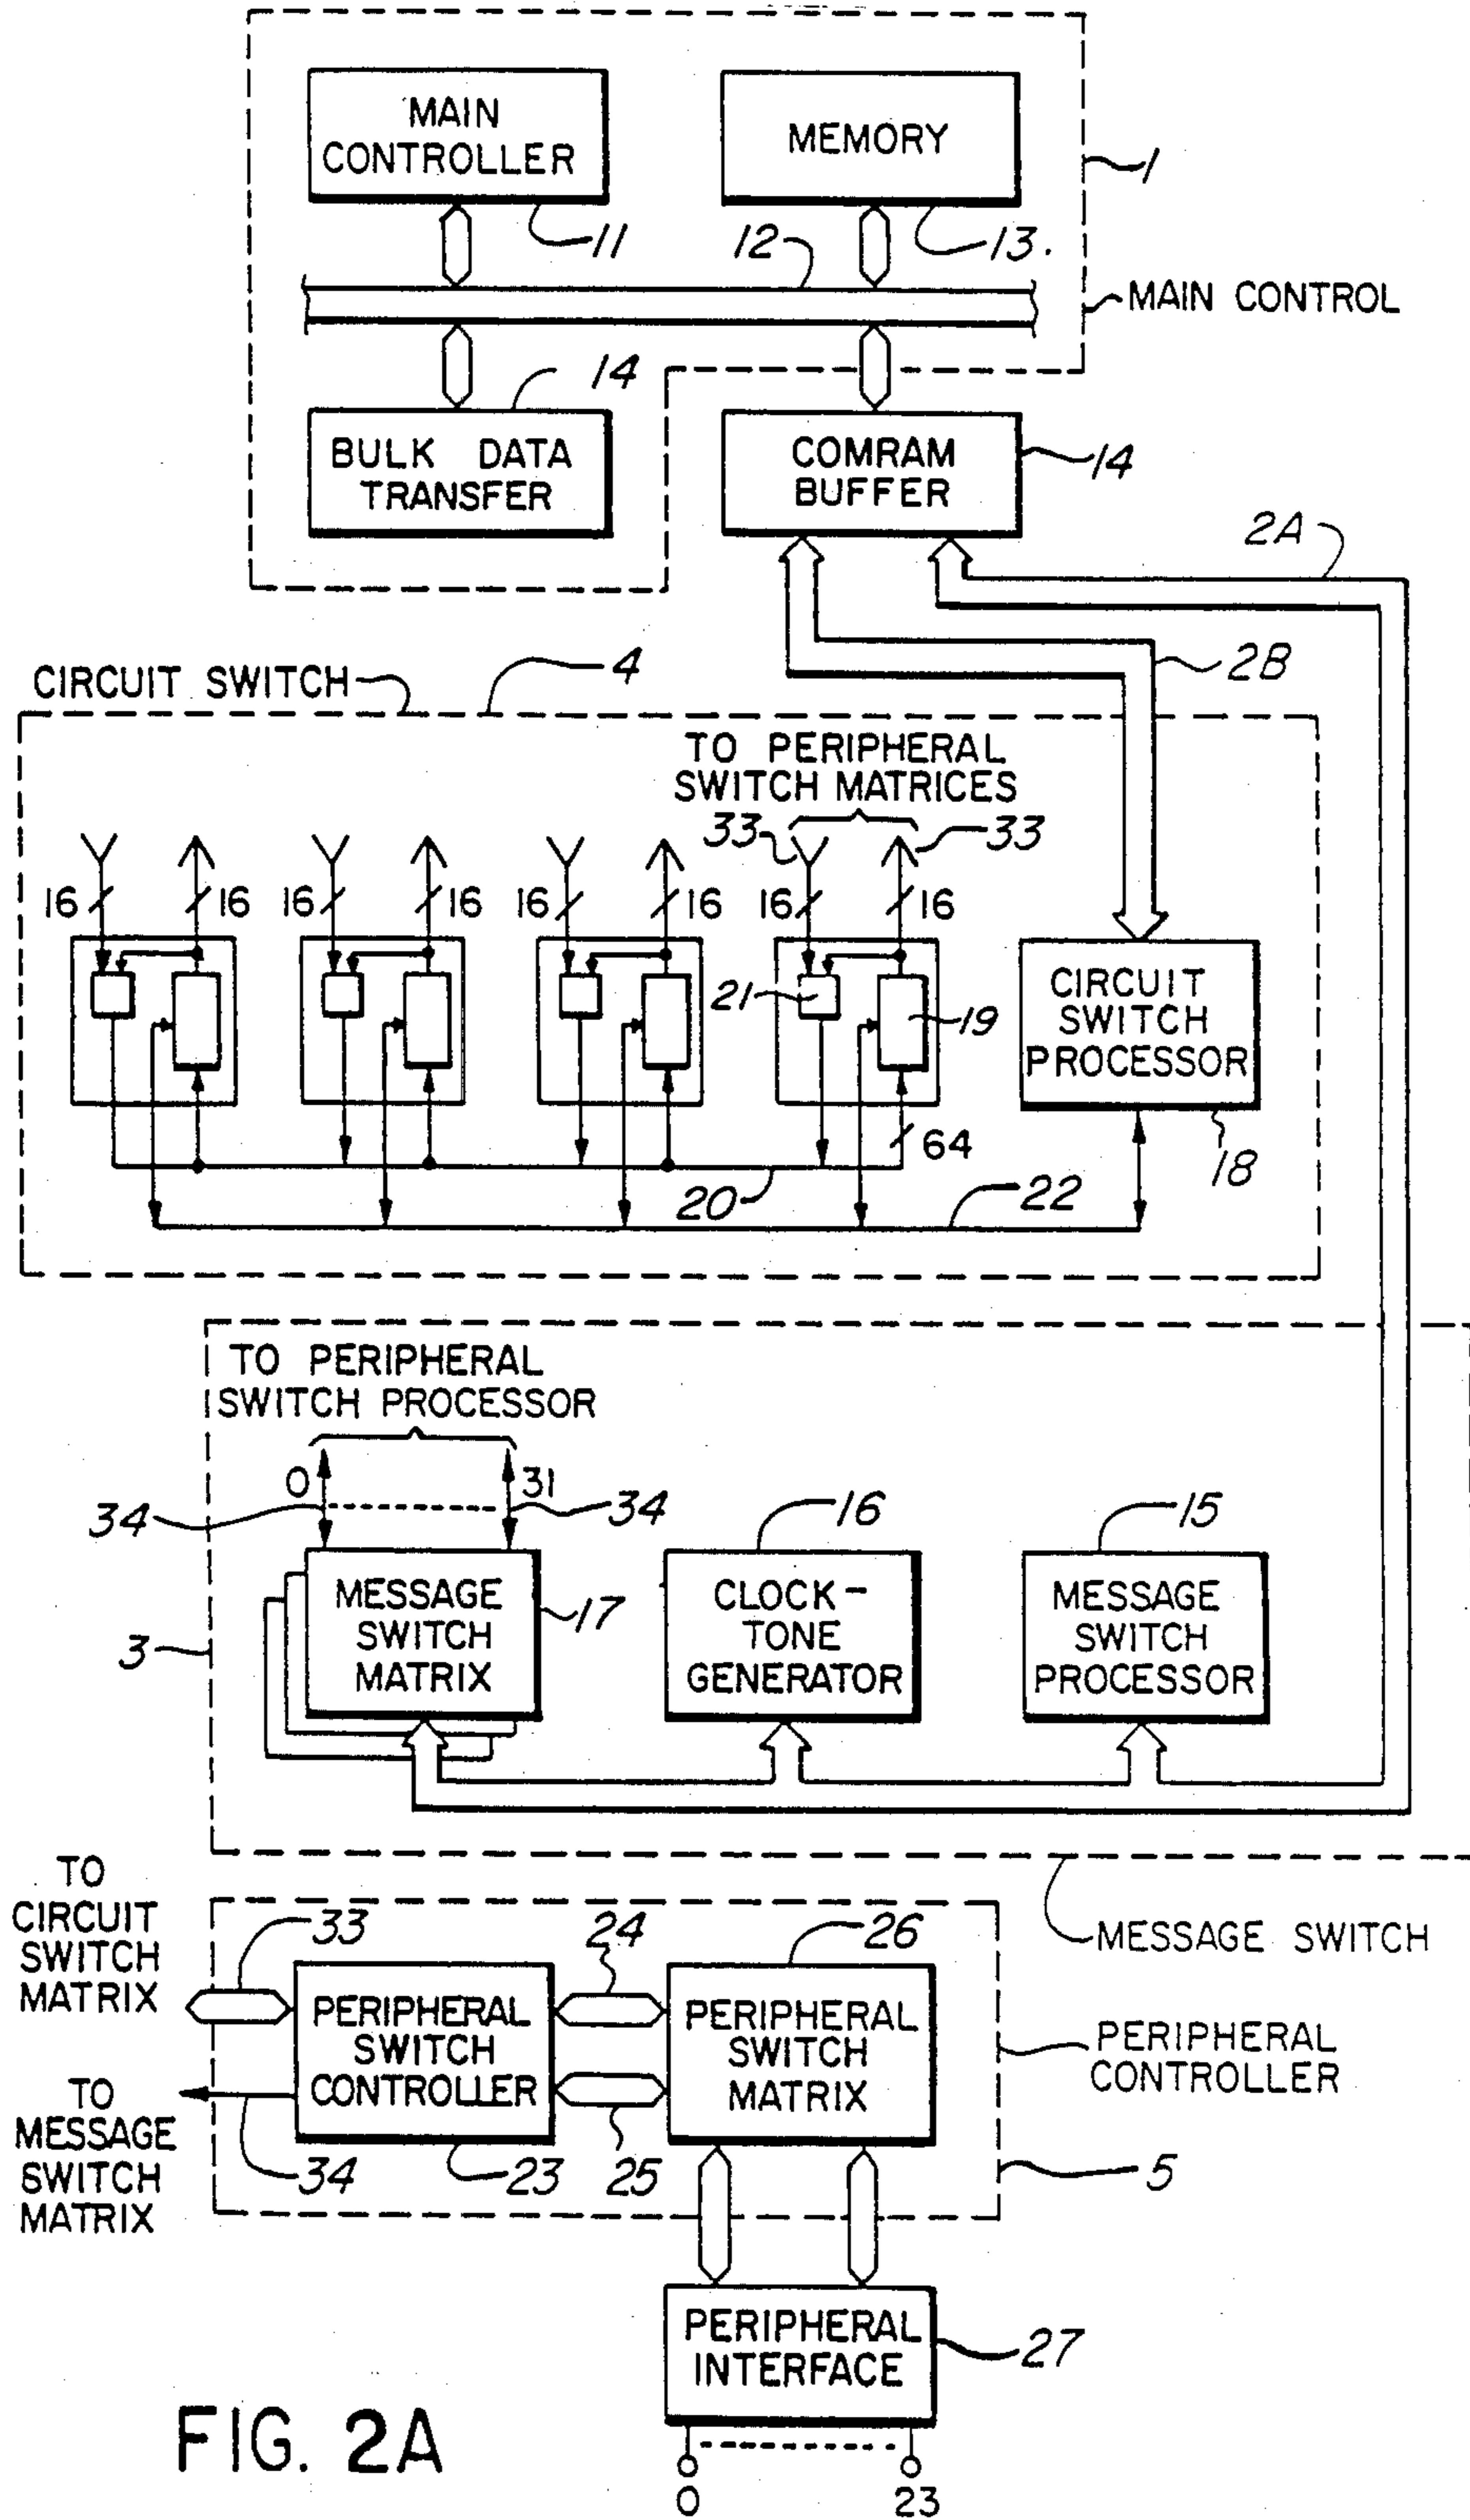 MAIN
CONTROLLER
MEMORY
1
11
12
13.
MAIN CONTROL
14
BULK DATA
TRANSFER
COMRAM
BUFFER
14
2A
2B
CIRCUIT SWITCH
4
TO PERIPHERAL
SWITCH MATRICES
33
33
16
16
16
16
16
16
16
16
21
19
CIRCUIT
SWITCH
PROCESSOR
64
18
20
22
TO PERIPHERAL
SWITCH PROCESSOR
0
31
34
34
16
15
MESSAGE
SWITCH
MATRIX
17
CLOCK-
TONE
GENERATOR
MESSAGE
SWITCH
PROCESSOR
3
TO
CIRCUIT
SWITCH
MATRIX
33
24
26
MESSAGE SWITCH
PERIPHERAL
SWITCH
CONTROLLER
PERIPHERAL
SWITCH
MATRIX
PERIPHERAL
CONTROLLER
TO
MESSAGE
SWITCH
MATRIX
34
23
25
5
PERIPHERAL
INTERFACE
27
FIG. 2A
0
23